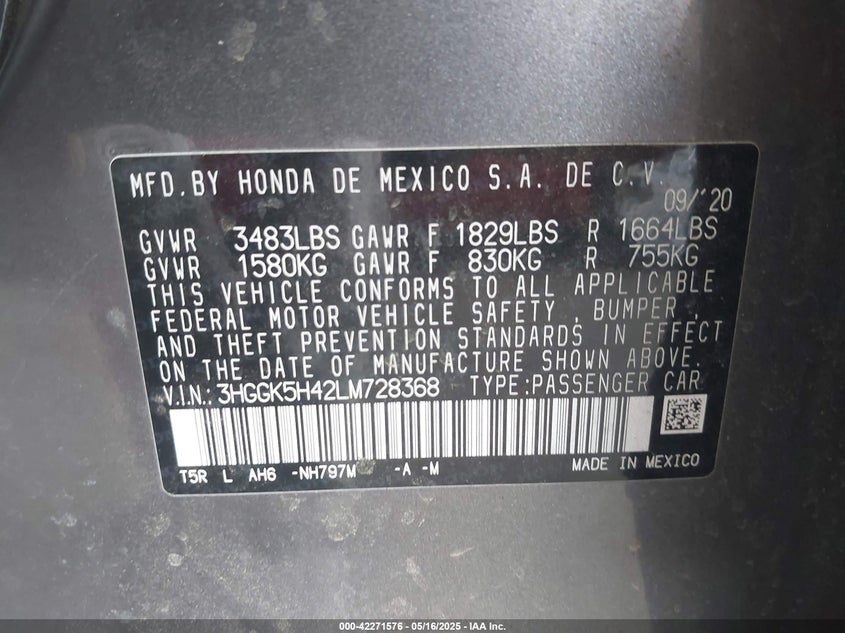 MFD.BY HONDA DE MEXICO S.A. DE C.V.
09/'20
GVWR 3483LBS GAWR F 1829LBS R 1664LBS
GVWR 1580KG GAWR F 830KG R 755KG
THIS VEHICLE CONFORMS TO ALL APPLICABLE
FEDERAL MOTOR VEHICLE SAFETY , BUMPER ,
AND THEFT PREVENTION STANDARDS IN EFFECT
ON THE DATE OF MANUFACTURE SHOWN ABOVE.
V.I.N.: 3HGGK5H42LM728368 TYPE:PASSENGER CAR
T5R L AH6 -NH797M -A -M MADE IN MEXICO
000-42271576 | 05/16/2025 | IAA Inc.